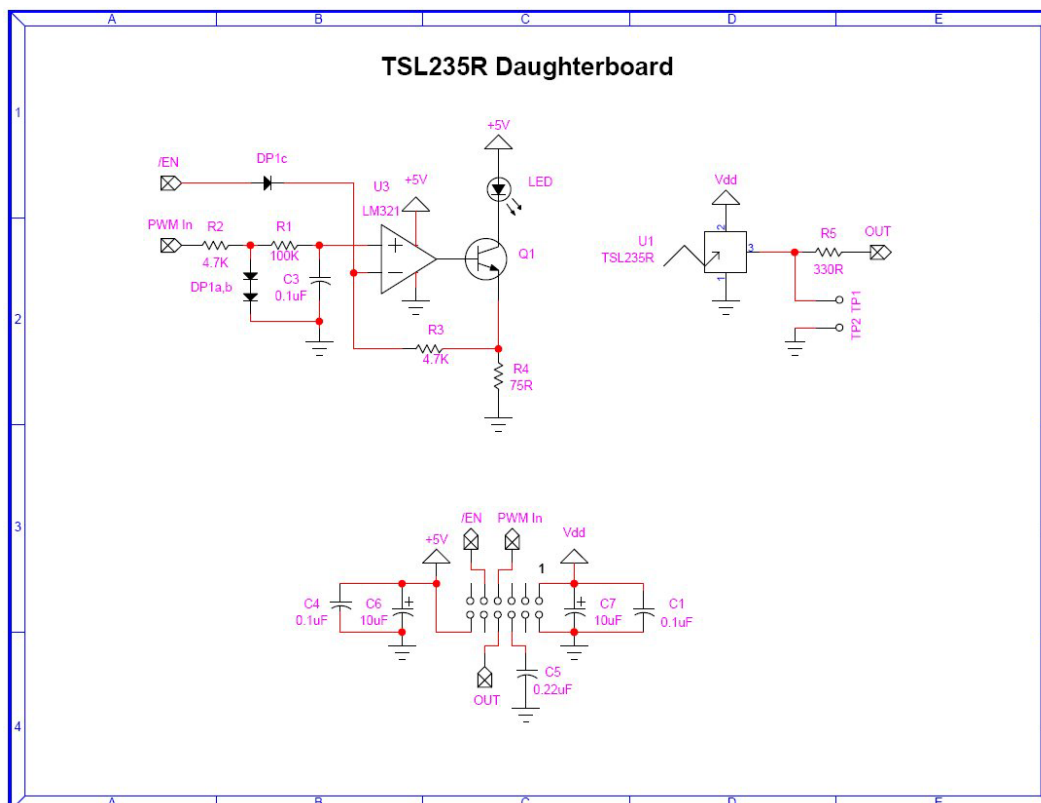 A B C D E
TSL235R Daughterboard
1
+5V
/EN
DP1c
U3
+5V
LED
LM321
Vdd
PWM In
R2
R1
4.7K
100K
Q1
2
3
1
U1
TSL235R
R5
330R
OUT
DP1a,b
C3
0.1uF
TP1
TP2
2
R3
4.7K
R4
75R
3
/EN
PWM In
+5V
Vdd
1
C4
0.1uF
C6
10uF
+
C7
10uF
+
C1
0.1uF
C5
0.22uF
OUT
4
A B C D E